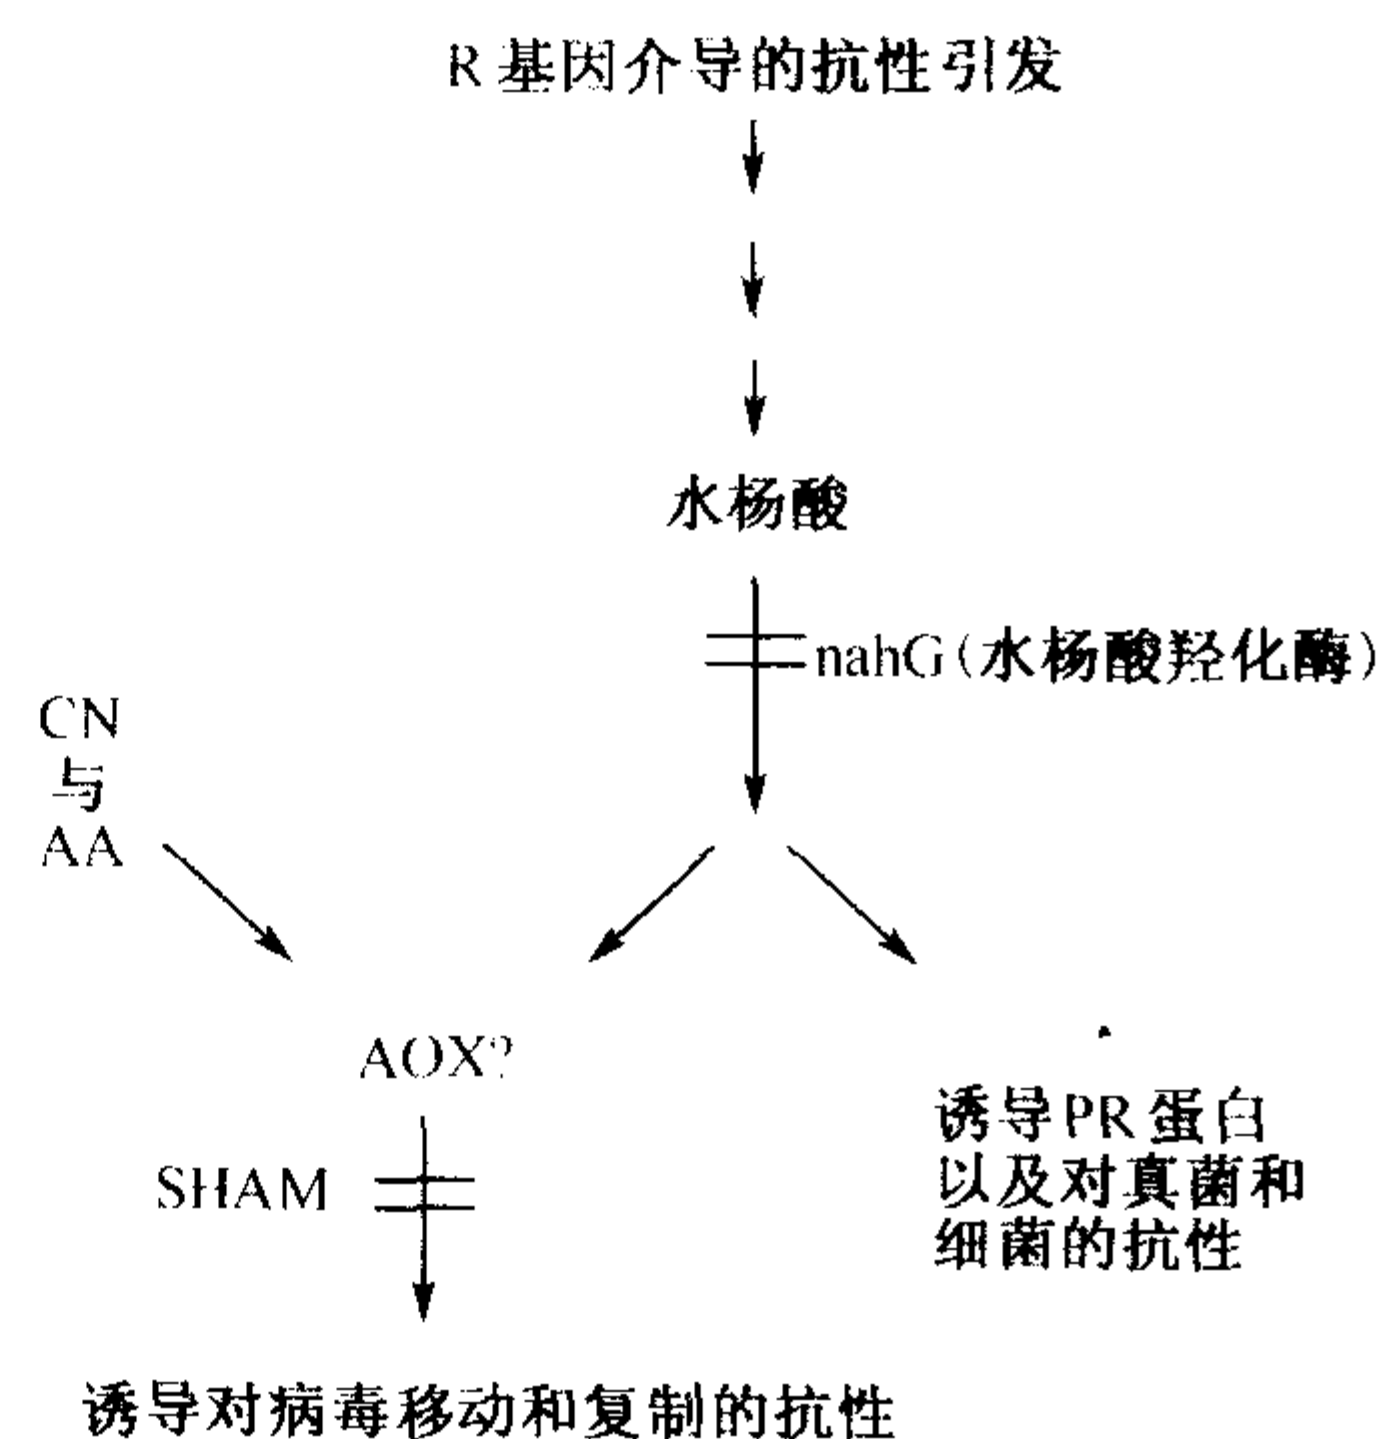 R基因介导的抗性引发
水杨酸
nahG(水杨酸羟化酶)
CN
与
AA
AOX?
SHAM
诱导PR蛋白
以及对真菌和
细菌的抗性
诱导对病毒移动和复制的抗性